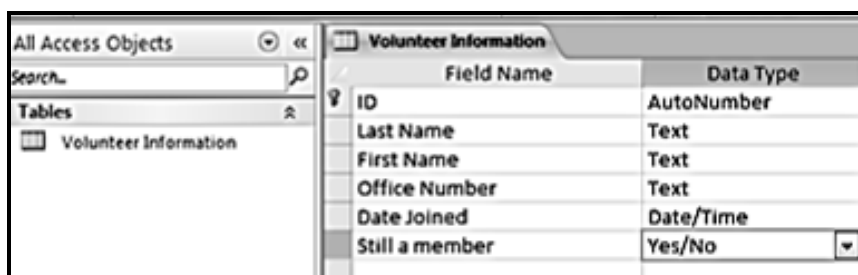 All Access Objects
Search...
Tables
Volunteer Information
Volunteer Information
Field Name Data Type
ID AutoNumber
Last Name Text
First Name Text
Office Number Text
Date Joined Date/Time
Still a member Yes/No